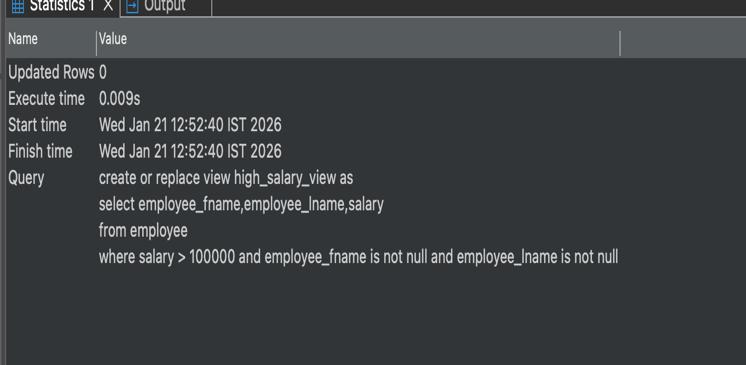 Statistics 1 Output
Name Value
Updated Rows 0
Execute time 0.009s
Start time Wed Jan 21 12:52:40 IST 2026
Finish time Wed Jan 21 12:52:40 IST 2026
Query create or replace view high_salary_view as
select employee_fname,employee_lname,salary
from employee
where salary > 100000 and employee_fname is not null and employee_lname is not null